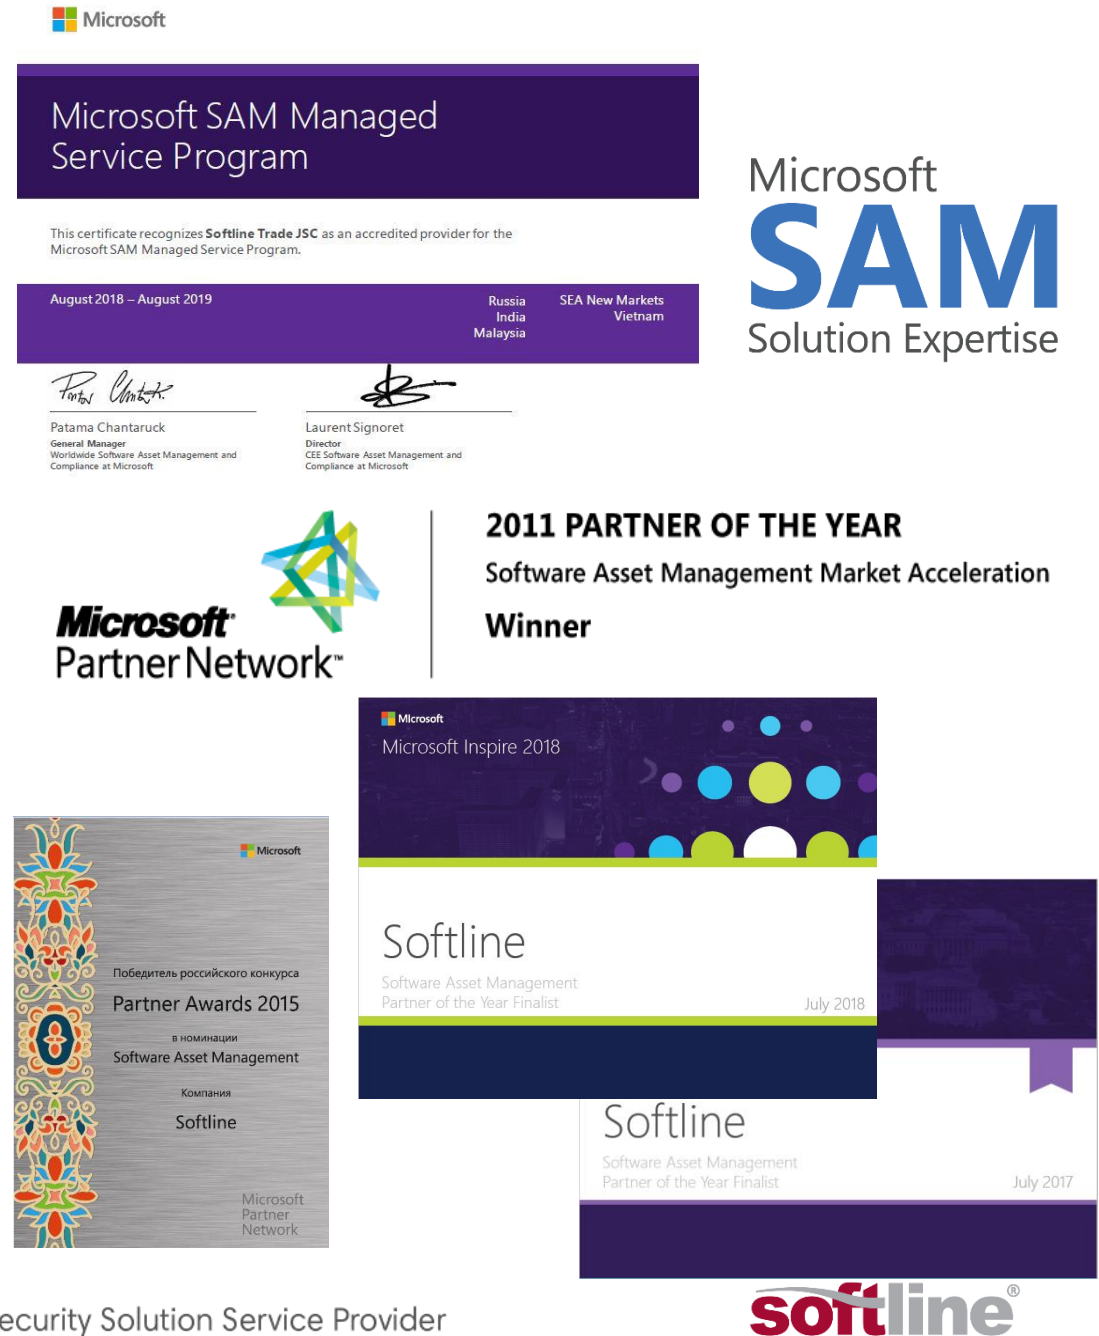 Microsoft
Microsoft SAM Managed
Service Program
This certificate recognizes Softline Trade JSC as an accredited provider for the
Microsoft SAM Managed Service Program.
August 2018 – August 2019
Russia
India
Malaysia
SEA New Markets
Vietnam
Patama Chantaruck
General Manager
Worldwide Software Asset Management and
Compliance at Microsoft
Laurent Signoret
Director
CEE Software Asset Management and
Compliance at Microsoft
Microsoft
SAM
Solution Expertise
Microsoft
Partner Network™
2011 PARTNER OF THE YEAR
Software Asset Management Market Acceleration
Winner
Microsoft
Microsoft Inspire 2018
Softline
Software Asset Management
Partner of the Year Finalist
July 2018
Microsoft
Победитель российского конкурса
Partner Awards 2015
в номинации
Software Asset Management
Компания
Softline
Microsoft
Partner
Network
Softline
Software Asset Management
Partner of the Year Finalist
July 2017
ecurity Solution Service Provider
softline®